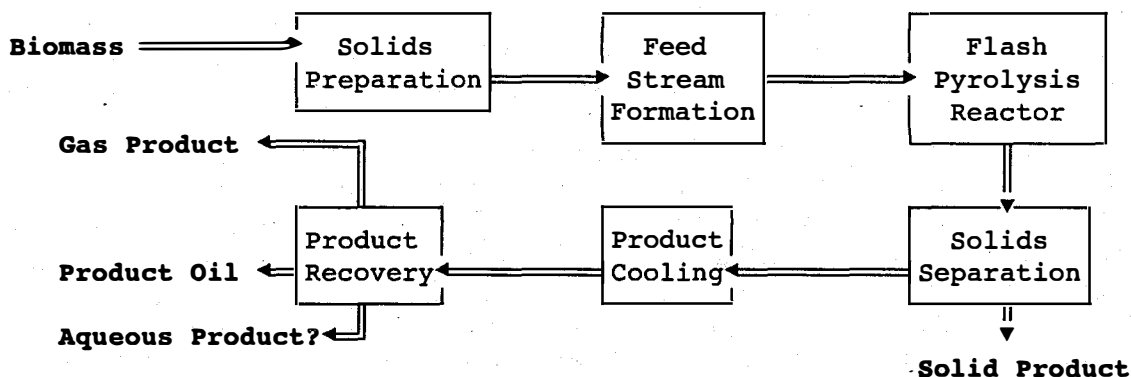 Biomass
Solids
Preparation
Feed
Stream
Formation
Flash
Pyrolysis
Reactor
Gas Product
Product
Recovery
Product
Cooling
Solids
Separation
Product Oil
Aqueous Product?
Solid Product